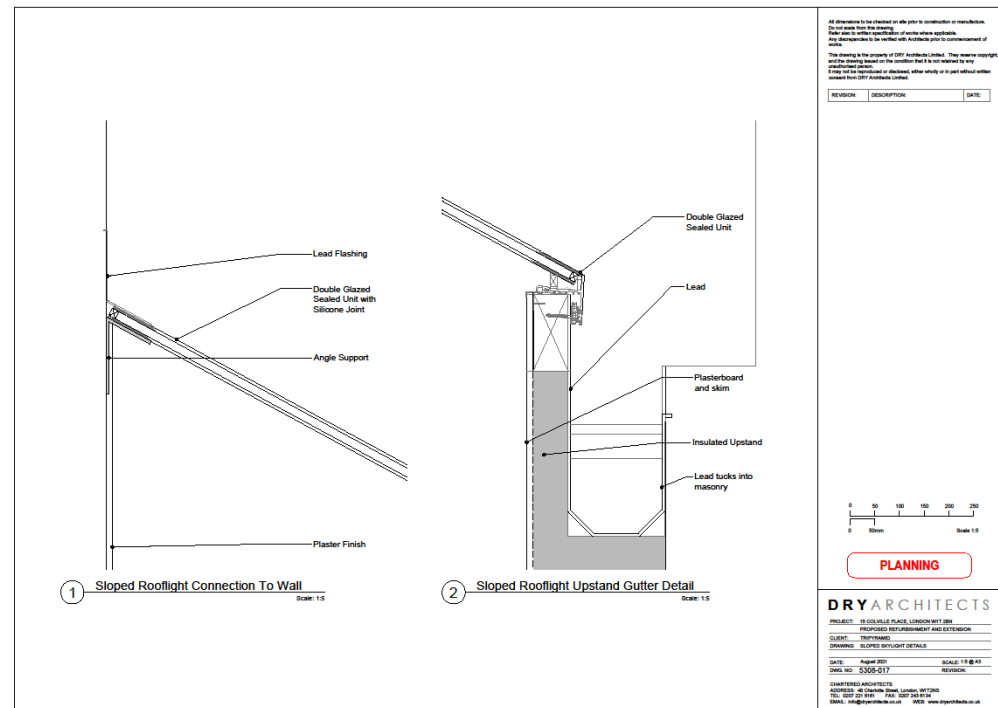 All dimensions to be checked on site prior to construction or manufacture.
Do not scale from this drawing.
Refer also to written specification of works where applicable.
Any discrepancies to be verified with Architects prior to commencement of
works.
This drawing is the property of DRY Architects Limited. They reserve copyright,
and the drawing issued on the condition that it is not retained by any
unauthorised person.
It may not be reproduced or disclosed, either wholly or in part without written
consent from DRY Architects Limited.
REVISION: DESCRIPTION: DATE:
Lead Flashing
Double Glazed
Sealed Unit with
Silicone Joint
Angle Support
Plaster Finish
1 Sloped Rooflight Connection To Wall
Scale: 1:5
Double Glazed
Sealed Unit
Lead
Plasterboard
and skim
Insulated Upstand
Lead tucks into
masonry
2 Sloped Rooflight Upstand Gutter Detail
Scale: 1:5
0 50 100 150 200 250
0 50mm Scale 1:5
PLANNING
DRYARCHITECTS
PROJECT: 15 COLVILLE PLACE, LONDON W1T 2BN
PROPOSED REFURBISHMENT AND EXTENSION
CLIENT: TRIPYRAMID
DRAWING: SLOPED SKYLIGHT DETAILS
DATE: August 2021 SCALE: 1:5 @ A3
DWG. NO: 5308-017 REVISION:
CHARTERED ARCHITECTS
ADDRESS: 46 Charlotte Street, London, W1T2NS
TEL: 0207 221 6161 FAX: 0207 243 8134
EMAIL: info@dryarchitects.co.uk WEB: www.dryarchitects.co.uk